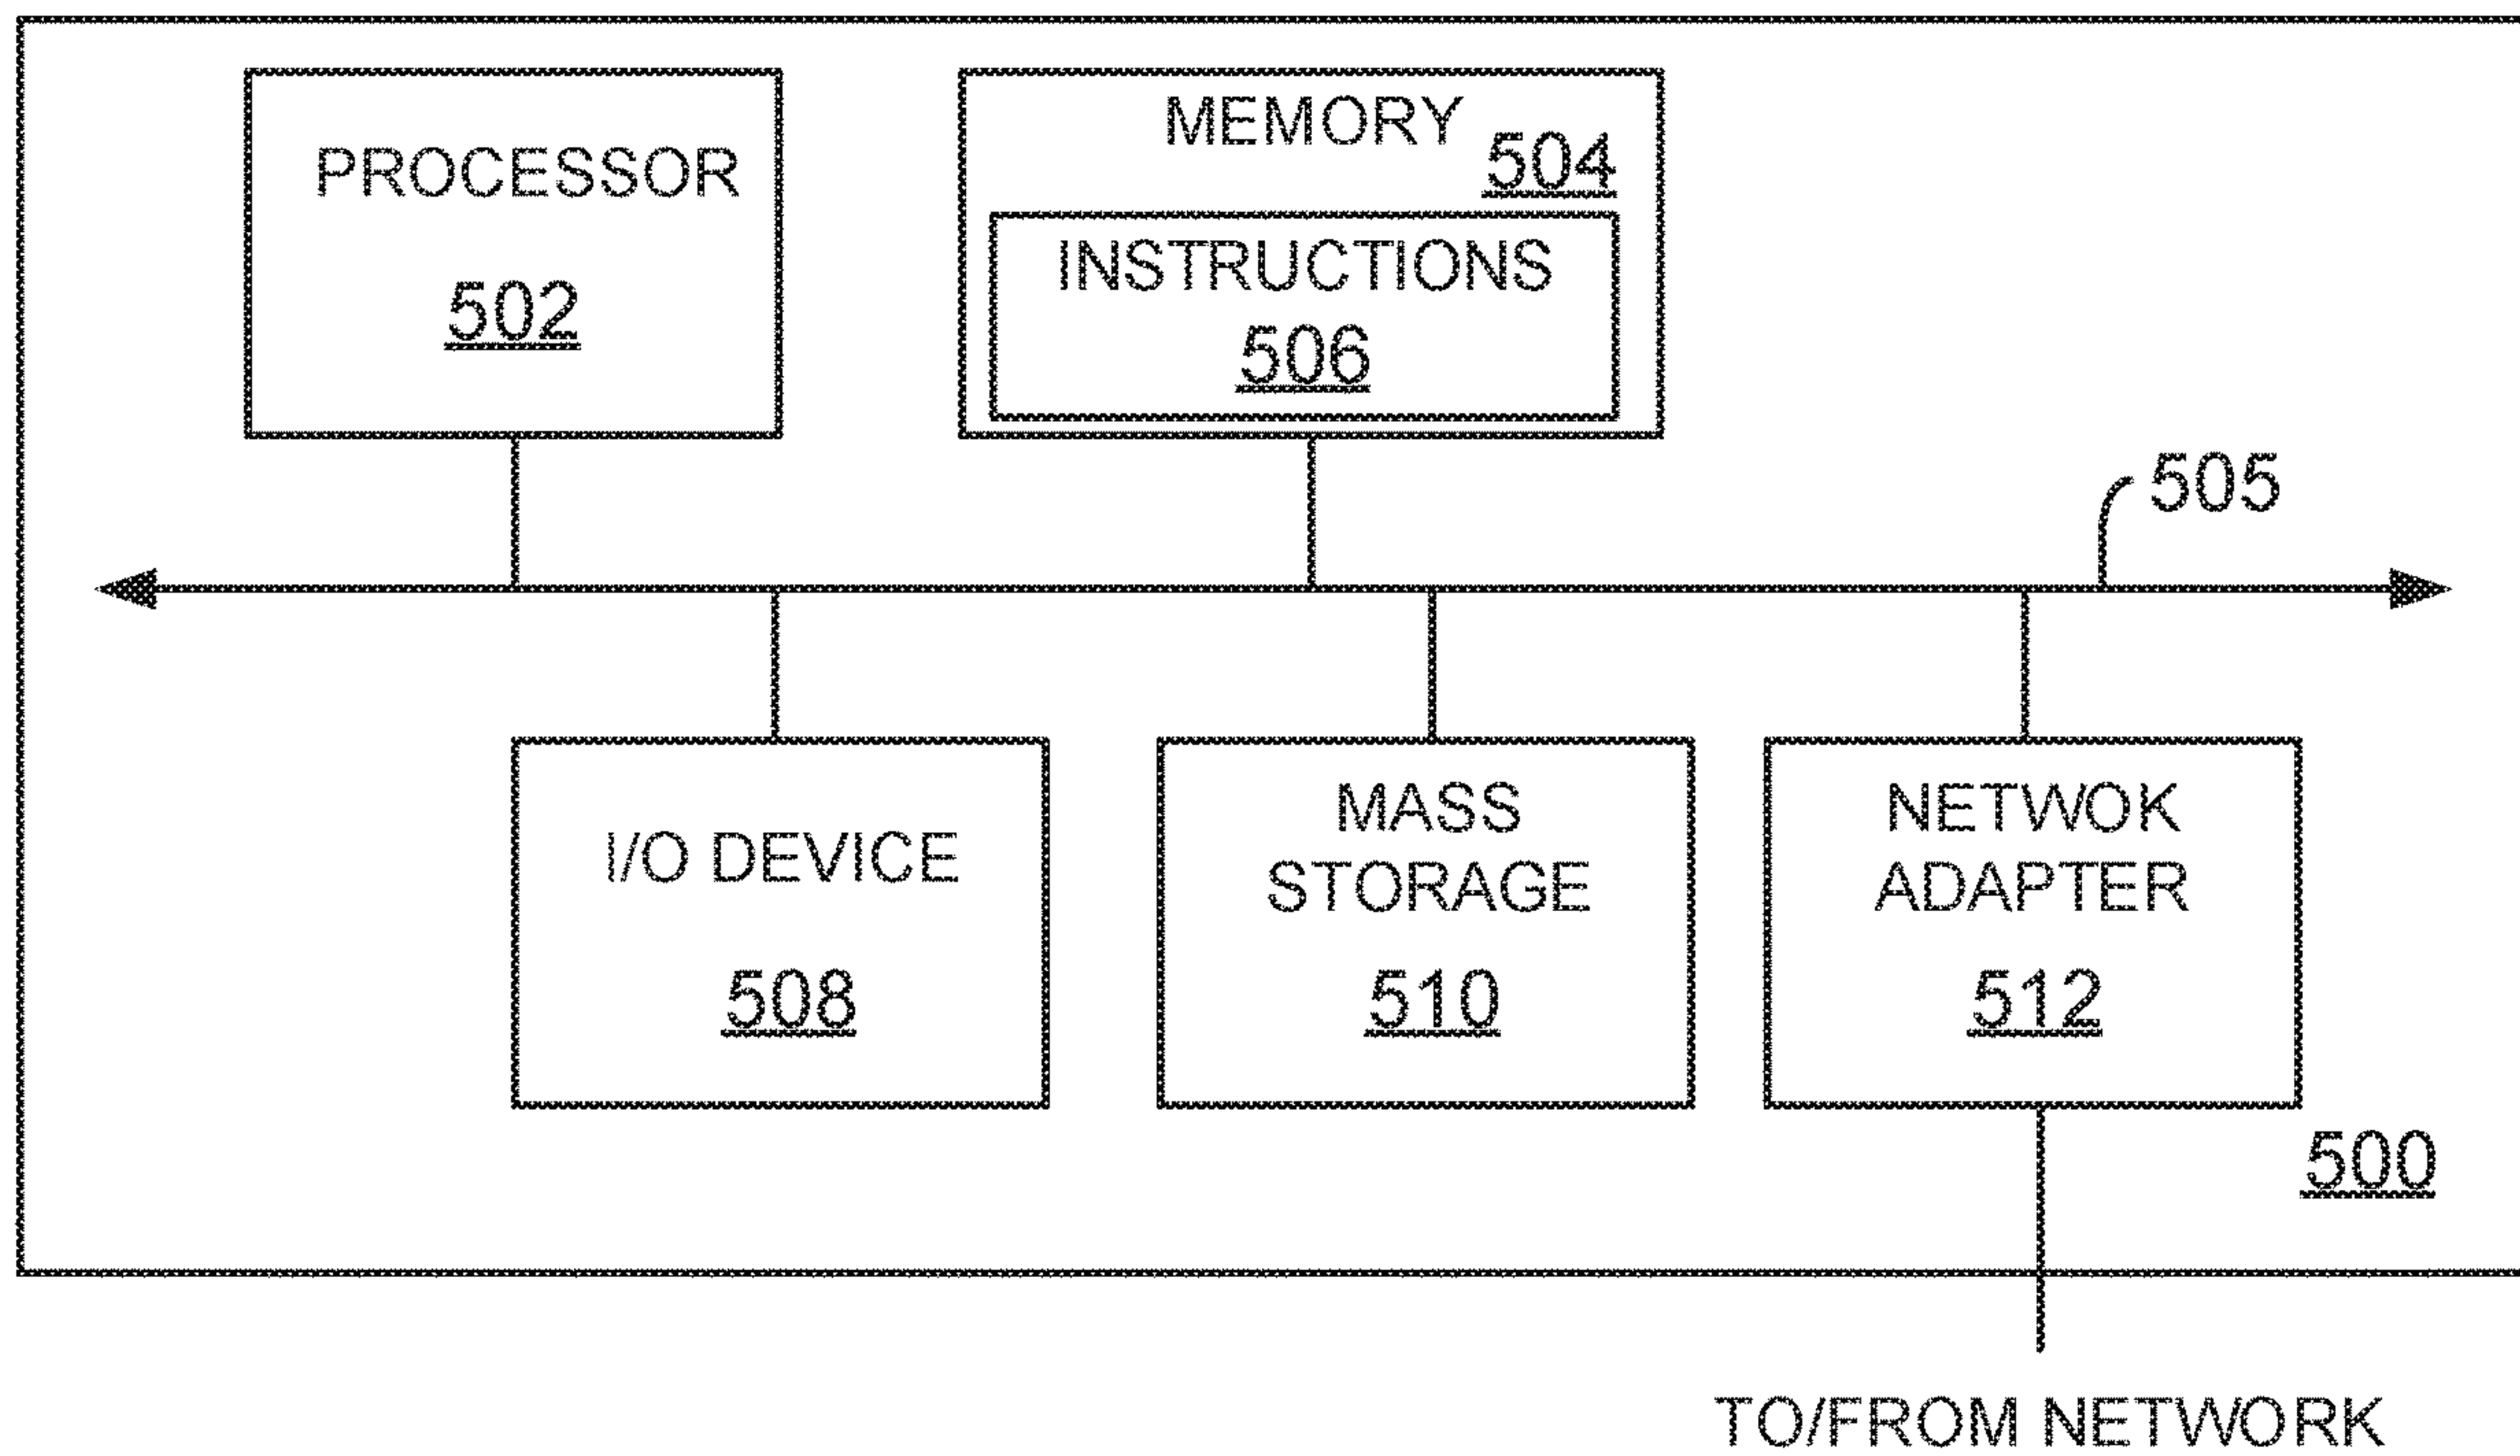 PROCESSOR
502
MEMORY
504
INSTRUCTIONS
506
505
I/O DEVICE
508
MASS
STORAGE
510
NETWOK
ADAPTER
512
500
TO/FROM NETWORK